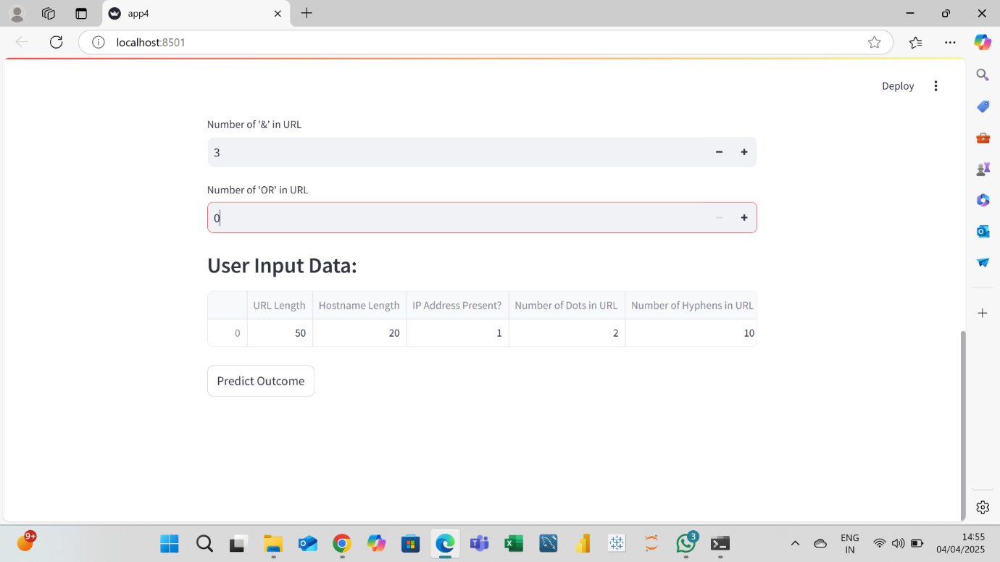 app4
localhost:8501
Deploy
Number of '&' in URL
3
Number of 'OR' in URL
0
User Input Data:
URL Length Hostname Length IP Address Present? Number of Dots in URL Number of Hyphens in URL
0 50 20 1 2 10
Predict Outcome
9+
3
ENG
IN
14:55
04/04/2025